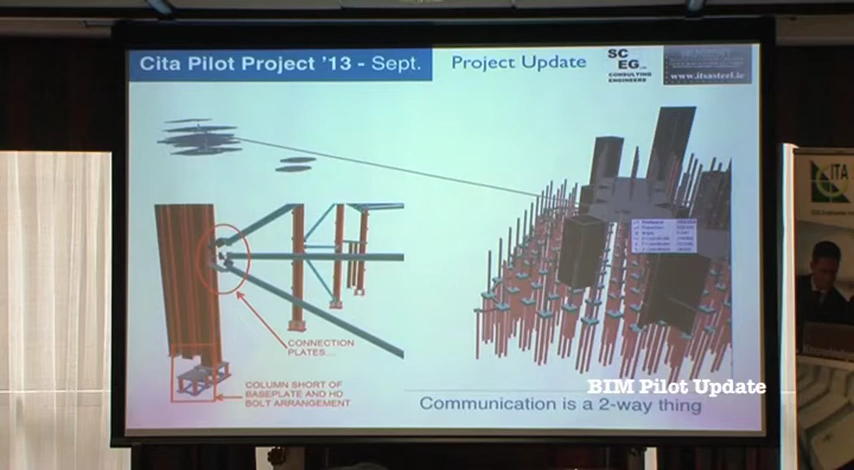 Cita Pilot Project '13 - Sept.
Project Update
SC
EG
CONSULTING
ENGINEERS
www.itsasteel.ie
CITA
CONNECTION
PLATES...
COLUMN SHORT OF
BASEPLATE AND HD
BOLT ARRANGEMENT
BIM Pilot Update
Communication is a 2-way thing